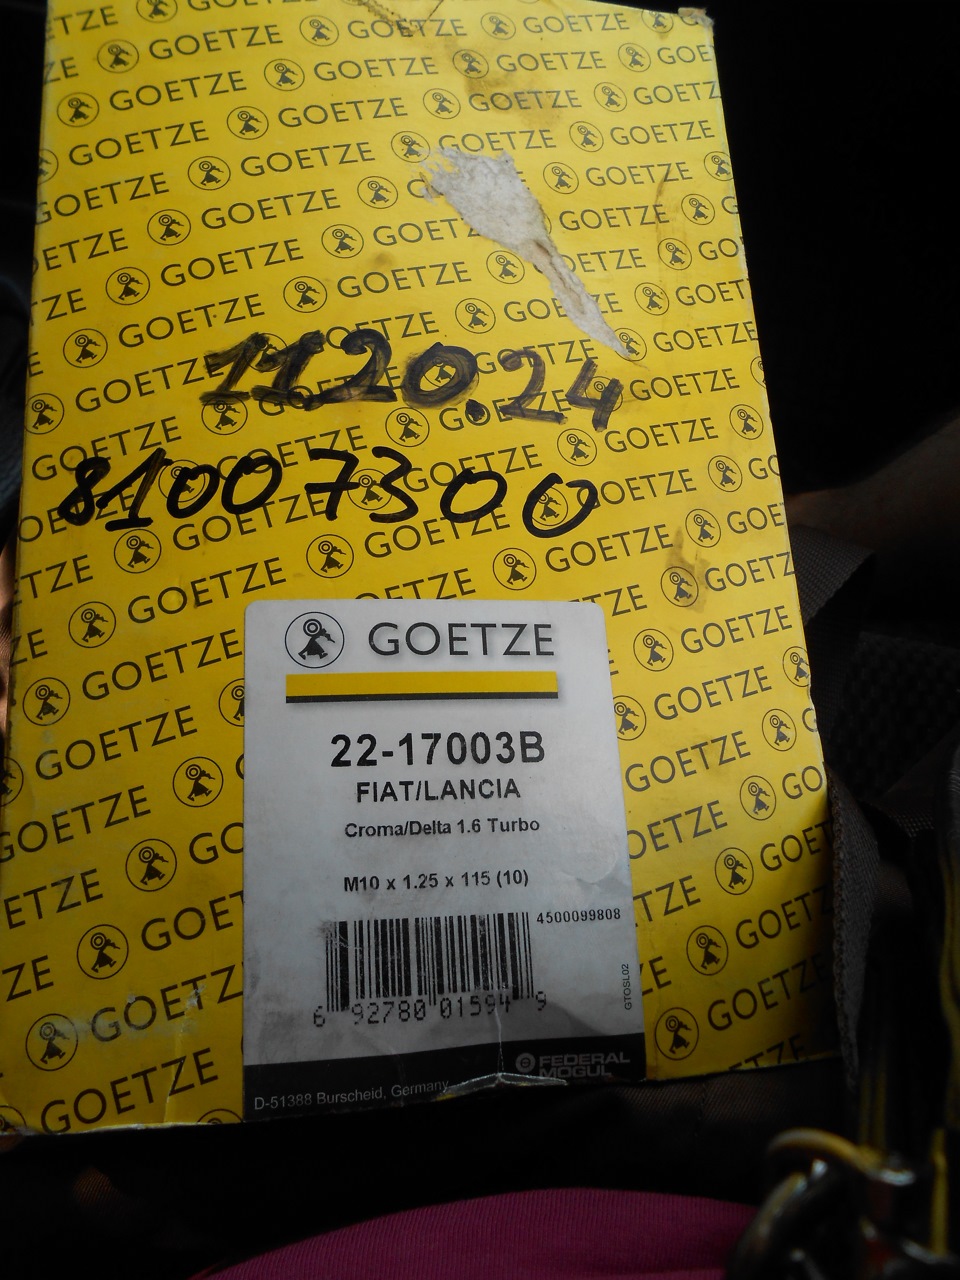 1120.24
81007300
GOETZE
22-17003B
FIAT/LANCIA
Croma/Delta 1.6 Turbo
M10 x 1.25 x 115 (10)
4500099808
6 92780 01594 9
GTOSL02
FEDERAL
MOGUL
D-51388 Burscheid, Germany